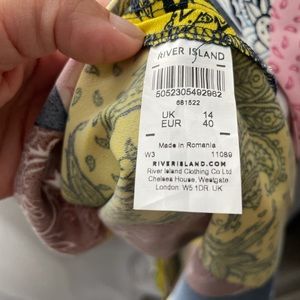 RIVER ISLAND
5052305492982
681522
UK 14
EUR 40
Made in Romania
W3 11089
RIVERISLAND.COM
River Island Clothing Co Ltd
Chelsea House, Westgate
London W5 1DR UK